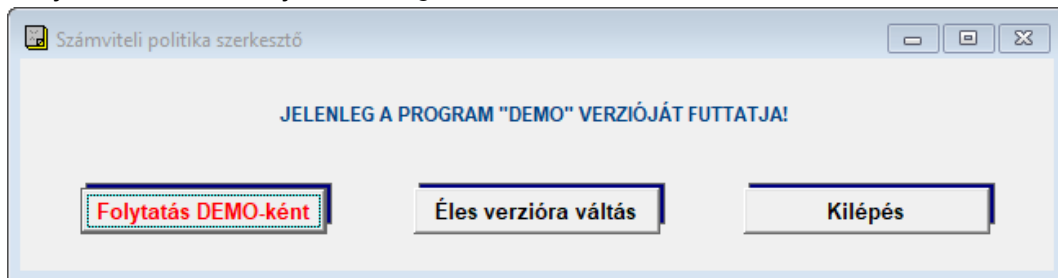 Számviteli politika szerkesztő
JELENLEG A PROGRAM "DEMO" VERZIÓJÁT FUTTATJA!
Folytatás DEMO-ként
Éles verzióra váltás
Kilépés